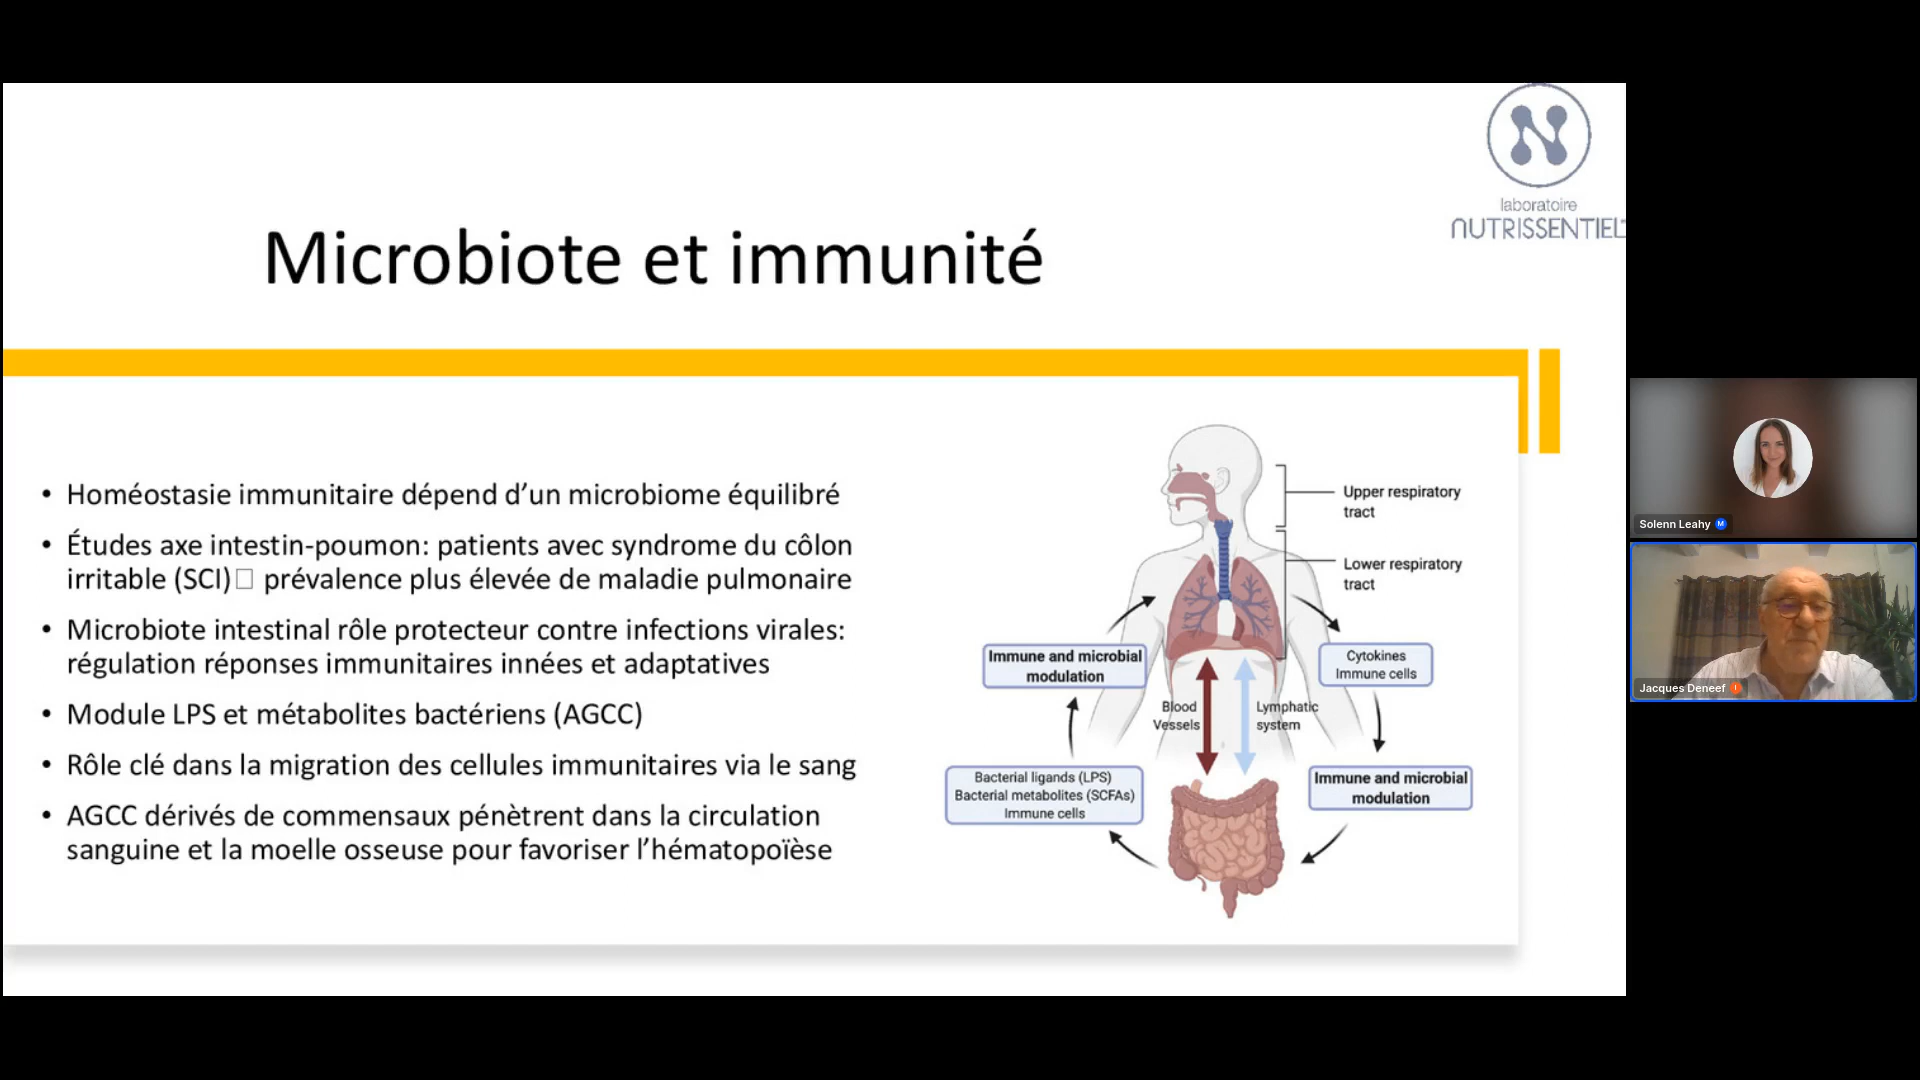 laboratoire
NUTRISSENTIEL
Microbiote et immunité
• Homéostasie immunitaire dépend d’un microbiome équilibré
• Études axe intestin-poumon: patients avec syndrome du côlon
irritable (SCI)□ prévalence plus élevée de maladie pulmonaire
• Microbiote intestinal rôle protecteur contre infections virales:
régulation réponses immunitaires innées et adaptatives
• Module LPS et métabolites bactériens (AGCC)
• Rôle clé dans la migration des cellules immunitaires via le sang
• AGCC dérivés de commensaux pénètrent dans la circulation
sanguine et la moelle osseuse pour favoriser l’hématopoïèse
Upper respiratory
tract
Lower respiratory
tract
Immune and microbial
modulation
Cytokines
Immune cells
Blood
Vessels
Lymphatic
system
Bacterial ligands (LPS)
Bacterial metabolites (SCFAs)
Immune cells
Immune and microbial
modulation
Solenn Leahy M
Jacques Deneef